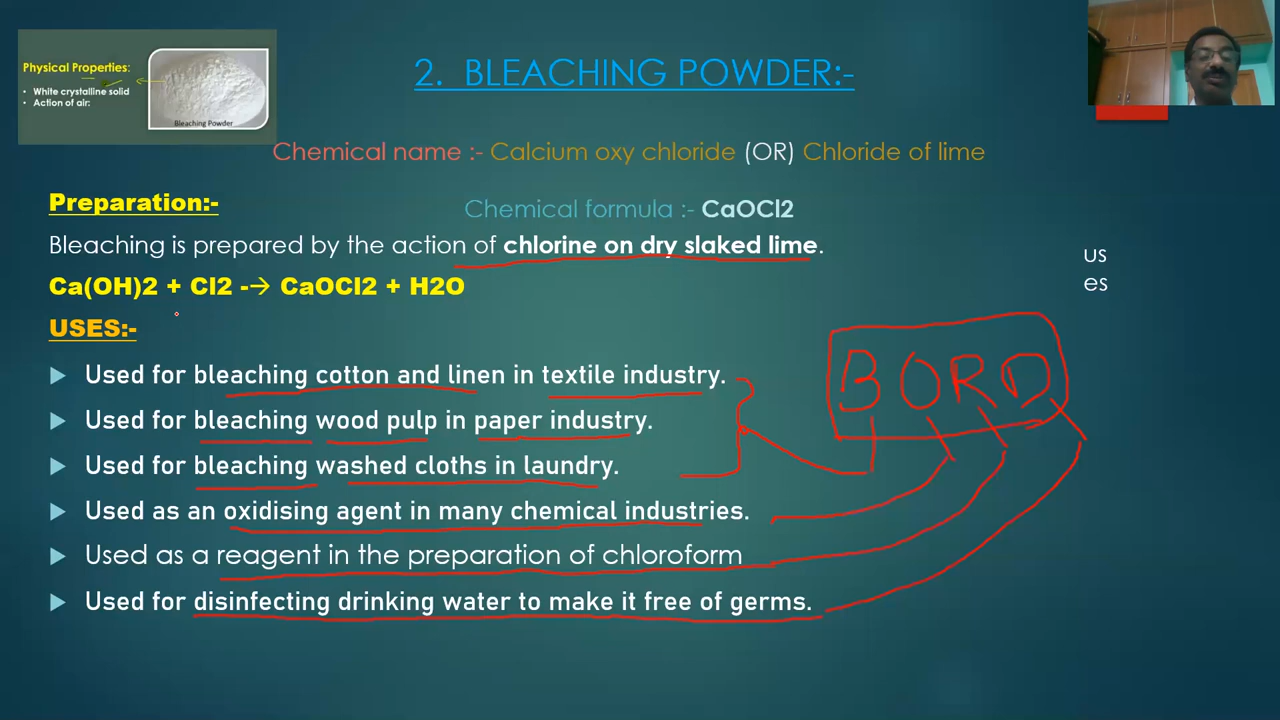 Physical Properties:
• White crystalline solid
• Action of air:
Bleaching Powder
2. BLEACHING POWDER:-
Chemical name :- Calcium oxy chloride (OR) Chloride of lime
Preparation:-
Chemical formula :- CaOCl2
Bleaching is prepared by the action of chlorine on dry slaked lime.
us
es
Ca(OH)2 + Cl2 -→ CaOCl2 + H2O
USES:-
Used for bleaching cotton and linen in textile industry.
BORD
Used for bleaching wood pulp in paper industry.
Used for bleaching washed cloths in laundry.
Used as an oxidising agent in many chemical industries.
Used as a reagent in the preparation of chloroform
Used for disinfecting drinking water to make it free of germs.